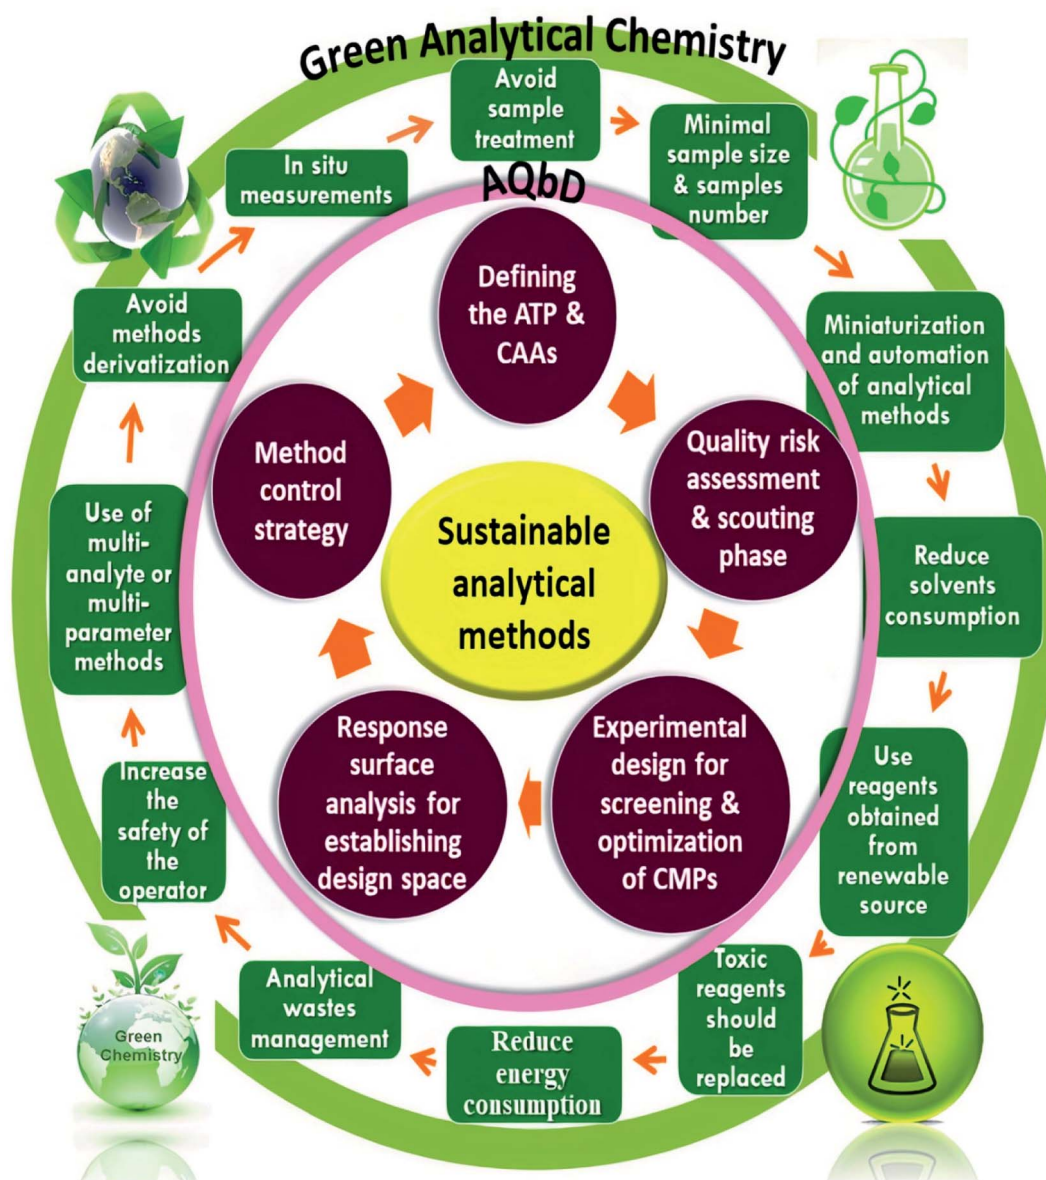 Green Analytical Chemistry
Avoid
sample
treatment
Minimal
sample size
& samples
number
Miniaturization
and automation
of analytical
methods
Reduce
solvents
consumption
Use
reagents
obtained
from
renewable
source
Toxic
reagents
should
be
replaced
Reduce
energy
consumption
Analytical
wastes
management
Increase
the
safety of
the
operator
Use of
multi-
analyte or
multi-
parameter
methods
Avoid
methods
derivatization
In situ
measurements
AQbD
Defining
the ATP &
CAAs
Quality risk
assessment
& scouting
phase
Experimental
design for
screening &
optimization
of CMPs
Response
surface
analysis for
establishing
design space
Method
control
strategy
Sustainable
analytical
methods
Green
Chemistry